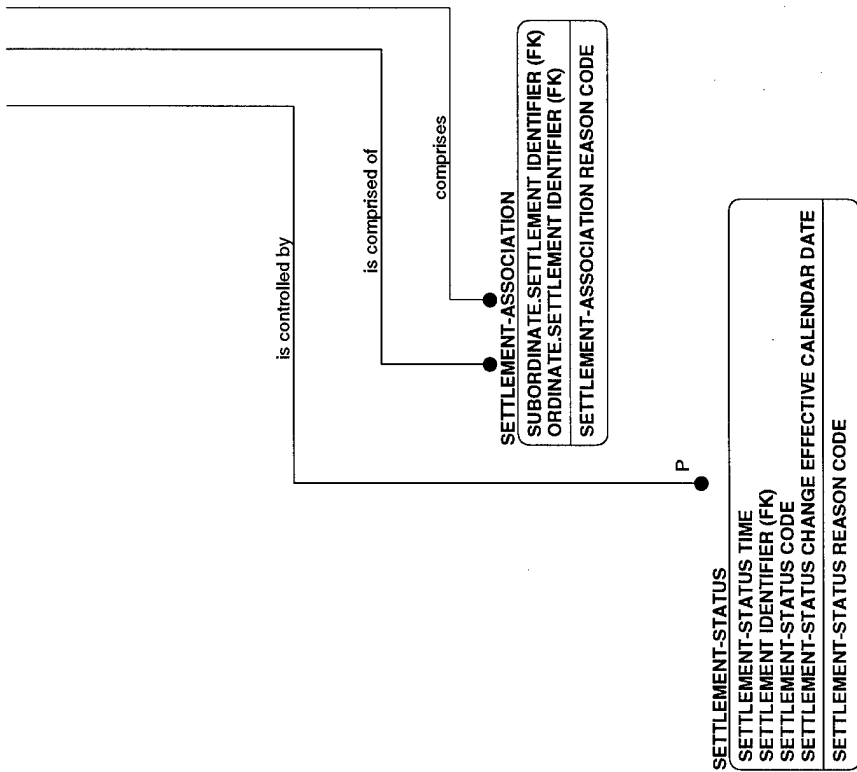 is controlled by
is comprised of
comprises
SETTLEMENT-ASSOCIATION
SUBORDINATE.SETTLEMENT IDENTIFIER (FK)
ORDINATE.SETTLEMENT IDENTIFIER (FK)
SETTLEMENT-ASSOCIATION REASON CODE
P
SETTLEMENT-STATUS
SETTLEMENT-STATUS TIME
SETTLEMENT IDENTIFIER (FK)
SETTLEMENT-STATUS CODE
SETTLEMENT-STATUS CHANGE EFFECTIVE CALENDAR DATE
SETTLEMENT-STATUS REASON CODE